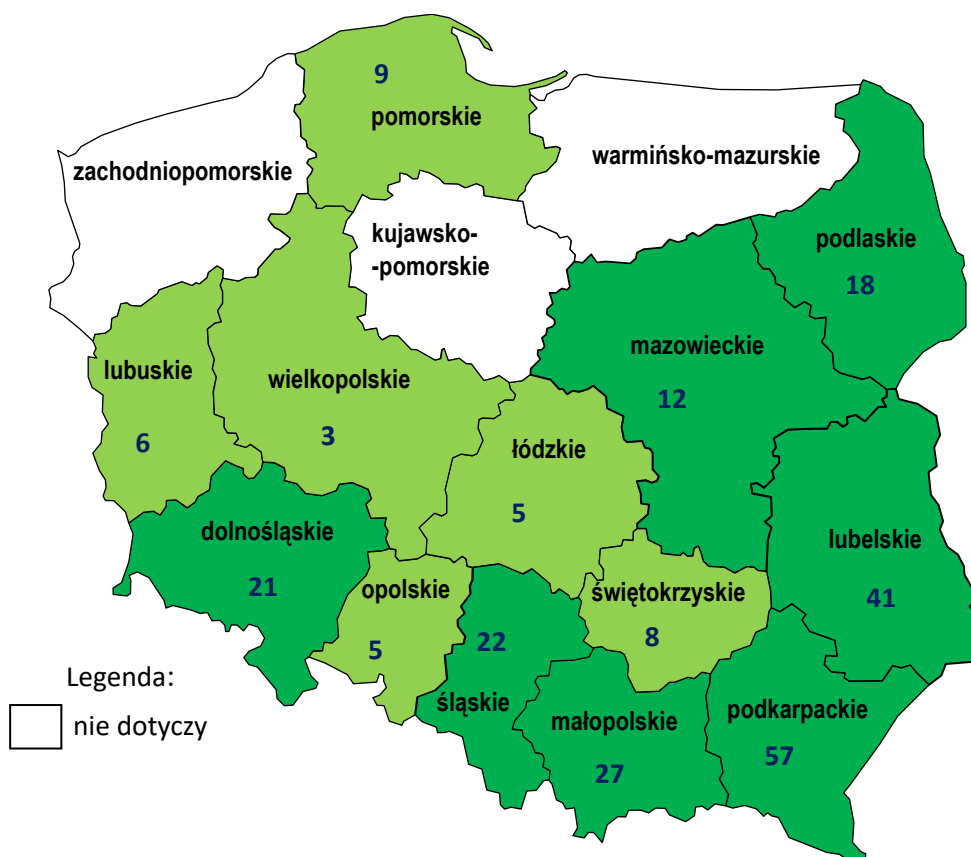 9
pomorskie
zachodniopomorskie
warmińsko-mazurskie
kujawsko-
-pomorskie
podlaskie
18
mazowieckie
12
lubuskie
6
wielkopolskie
3
łódzkie
5
dolnośląskie
21
lubelskie
41
opolskie
5
świętokrzyskie
8
22
śląskie
małopolskie
27
podkarpackie
57
Legenda:
nie dotyczy